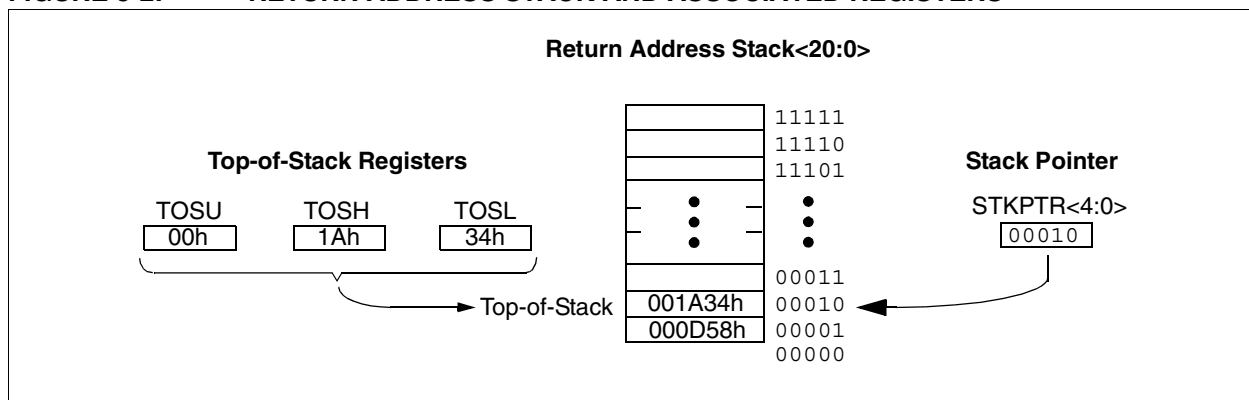 Return Address Stack<20:0>
11111
11110
Top-of-Stack Registers
11101
Stack Pointer
TOSU TOSH TOSL
STKPTR<4:0>
00h 1Ah 34h
00010
00011
Top-of-Stack 001A34h 00010
000D58h 00001
00000